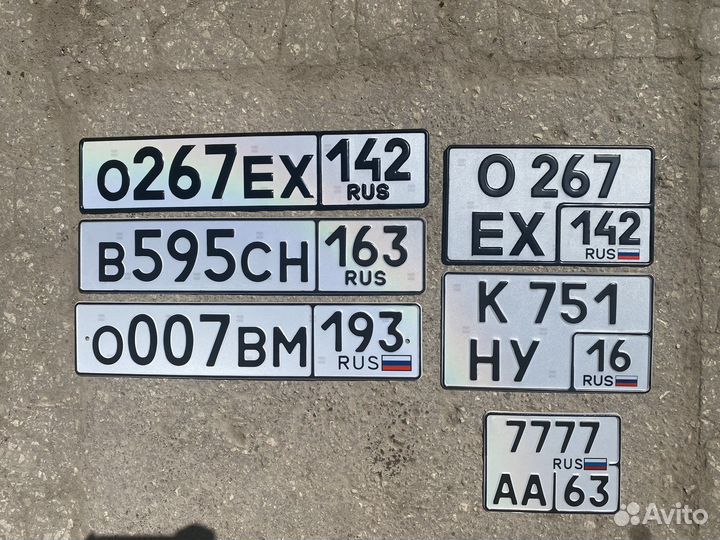 О267ЕХ 142
RUS
В595СН 163
RUS
О007ВМ 193
RUS
О 267
ЕХ 142
RUS
К 751
НУ 16
RUS
7777
RUS
АА 63
Avito